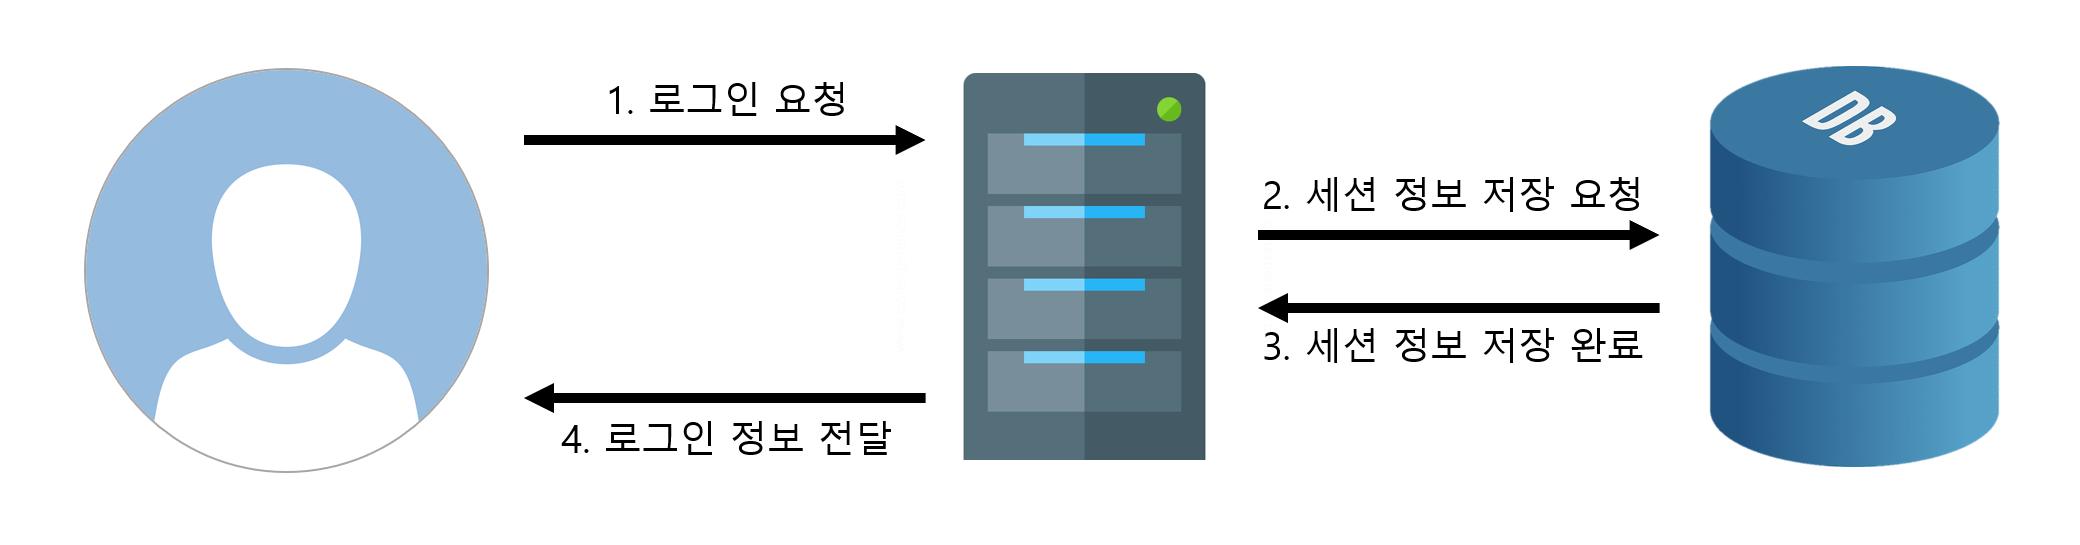 1. 로그인 요청
DB
2. 세션 정보 저장 요청
3. 세션 정보 저장 완료
4. 로그인 정보 전달